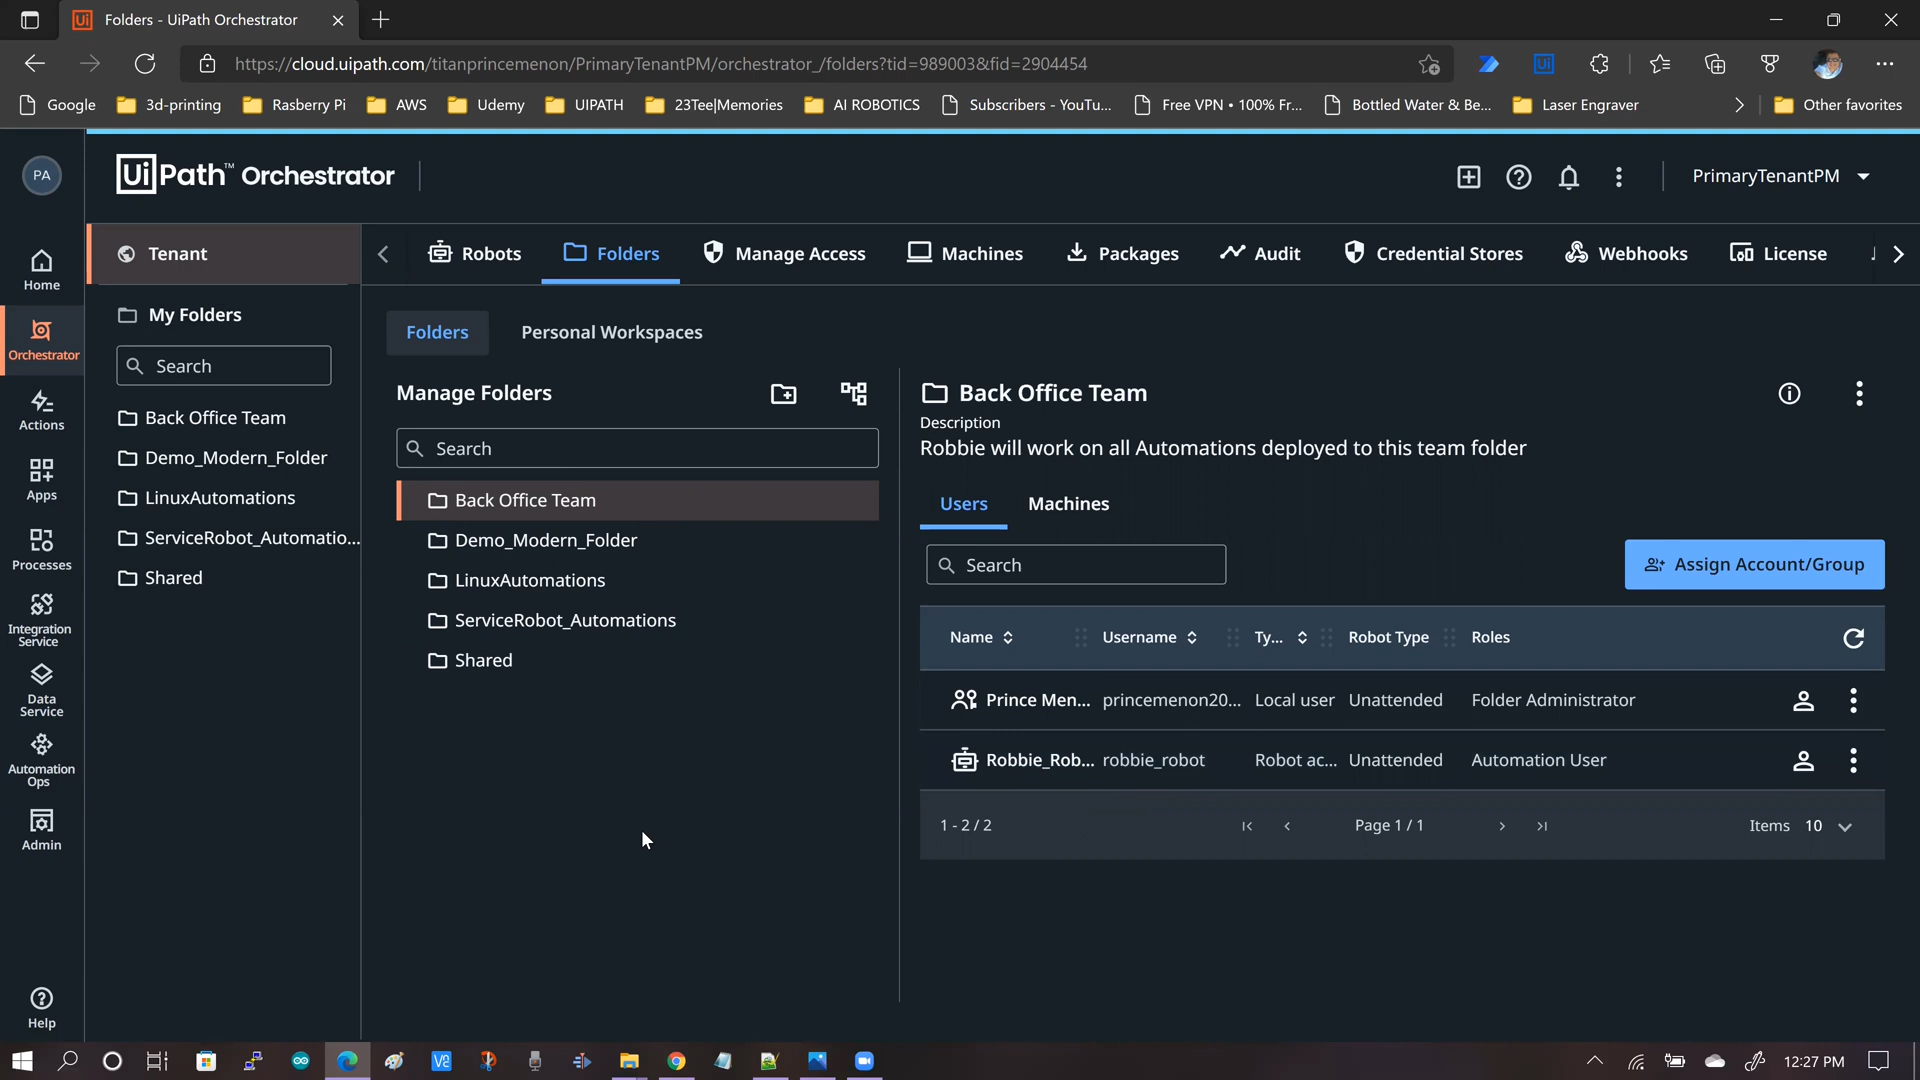 Folders - UiPath Orchestrator
https://cloud.uipath.com/titanprincemenon/PrimaryTenantPM/orchestrator_/folders?tid=989003&fid=2904454
Google
3d-printing
Rasberry Pi
AWS
Udemy
UIPATH
23Tee|Memories
AI ROBOTICS
Subscribers - YouTu...
Free VPN • 100% Fr...
Bottled Water & Be...
Laser Engraver
Other favorites
PA
UiPath™ Orchestrator
PrimaryTenantPM
Home
Orchestrator
Actions
Apps
Processes
Integration
Service
Data
Service
Automation
Ops
Admin
Help
Tenant
My Folders
Search
Back Office Team
Demo_Modern_Folder
LinuxAutomations
ServiceRobot_Automatio...
Shared
Robots
Folders
Manage Access
Machines
Packages
Audit
Credential Stores
Webhooks
License
Folders
Personal Workspaces
Manage Folders
Search
Back Office Team
Demo_Modern_Folder
LinuxAutomations
ServiceRobot_Automations
Shared
Back Office Team
Description
Robbie will work on all Automations deployed to this team folder
Users
Machines
Search
Assign Account/Group
Name
Username
Ty...
Robot Type
Roles
Prince Men...
princemenon20...
Local user
Unattended
Folder Administrator
Robbie_Rob...
robbie_robot
Robot ac...
Unattended
Automation User
1 - 2 / 2
Page 1 / 1
Items 10
12:27 PM